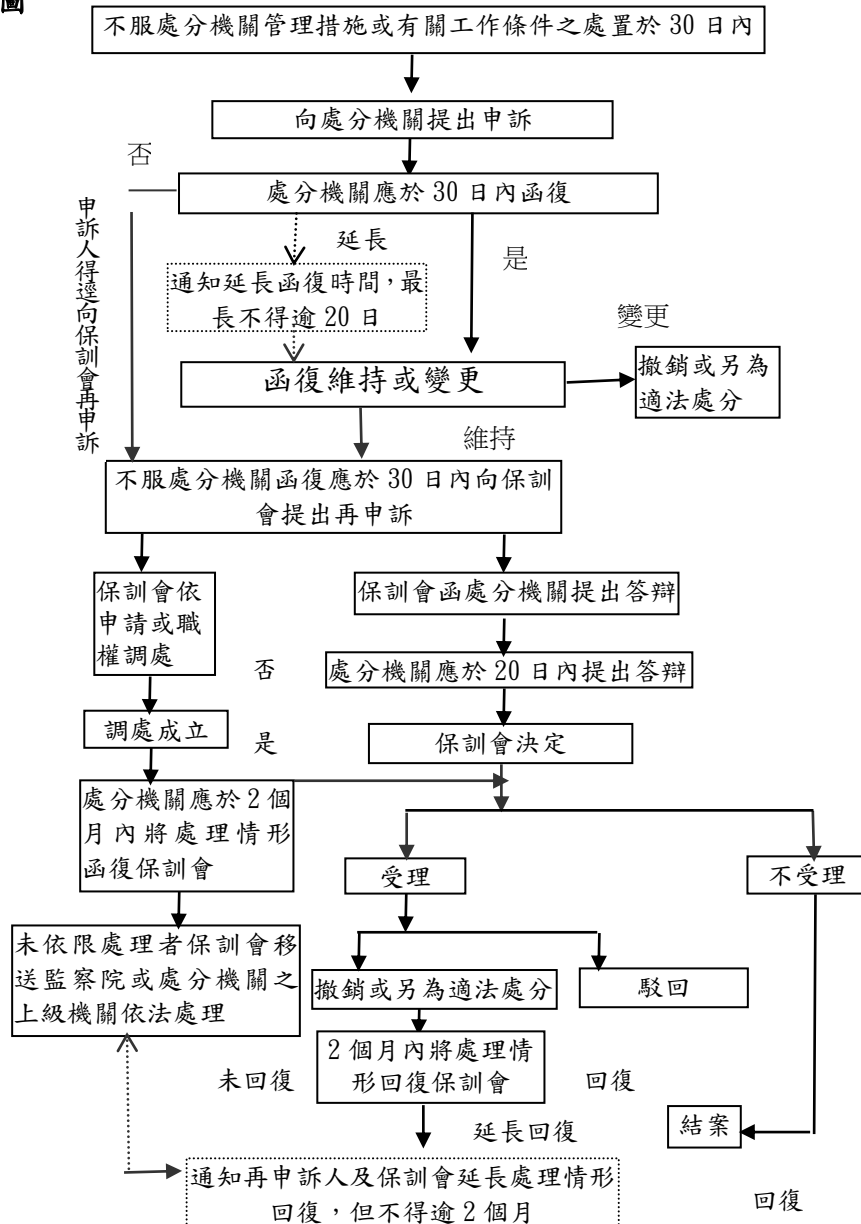 圖
不服處分機關管理措施或有關工作條件之處置於 30 日內
向處分機關提出申訴
否
處分機關應於 30 日內函復
申訴人得逕向保訓會再申訴
延長
是
通知延長函復時間，最
長不得逾 20 日
變更
函復維持或變更
撤銷或另為
適法處分
維持
不服處分機關函復應於 30 日內向保訓
會提出再申訴
保訓會依
申請或職
權調處
保訓會函處分機關提出答辯
否
處分機關應於 20 日內提出答辯
調處成立
是
保訓會決定
處分機關應於 2 個
月內將處理情形
函復保訓會
受理
不受理
未依限處理者保訓會移
送監察院或處分機關之
上級機關依法處理
撤銷或另為適法處分
駁回
2 個月內將處理情
形回復保訓會
未回復
回復
延長回復
結案
通知再申訴人及保訓會延長處理情形
回復，但不得逾 2 個月
回復